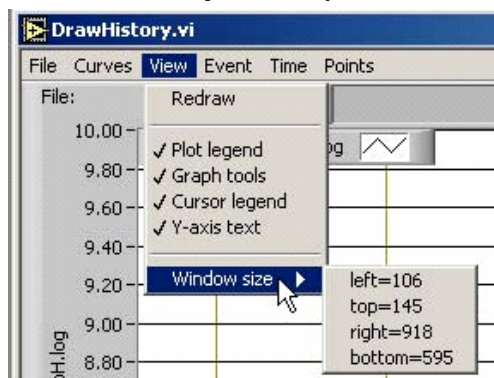 DrawHistory.vi
File Curves View Event Time Points
File:
Redraw
✓ Plot legend
✓ Graph tools
✓ Cursor legend
✓ Y-axis text
Window size
left=106
top=145
right=918
bottom=595
10.00
9.80
9.60
9.40
9.20
9.00
8.80